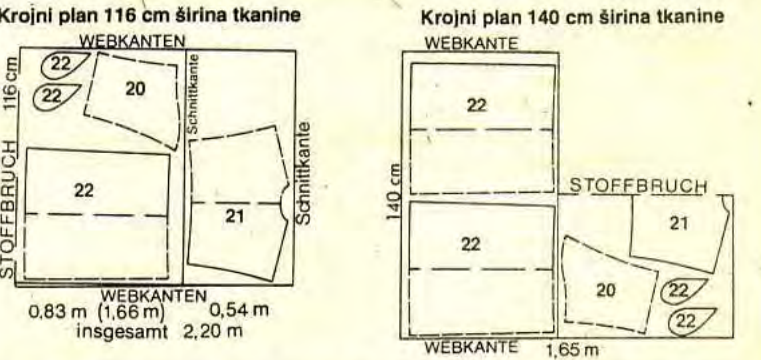 Krojni plan 116 cm širina tkanine
WEBKANTEN
116 cm
STOFFBRUCH
22
22
20
Schnittkante
22
21
Schnittkante
WEBKANTEN
0,83 m (1,66 m) 0,54 m
insgesamt 2,20 m
Krojni plan 140 cm širina tkanine
WEBKANTE
140 cm
22
22
STOFFBRUCH
21
20
22
22
WEBKANTE 1,65 m